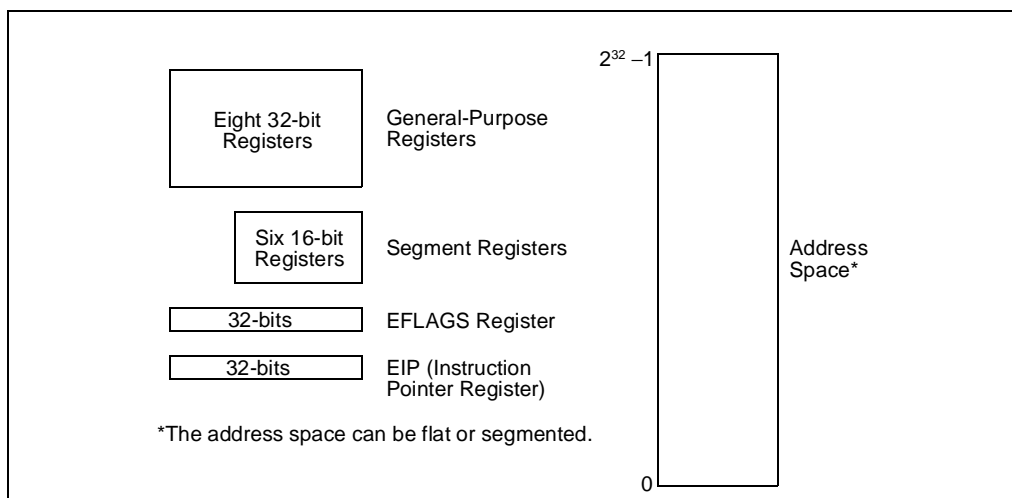 2³² –1
Eight 32-bit
Registers
General-Purpose
Registers
Six 16-bit
Registers
Segment Registers
Address
Space*
32-bits
EFLAGS Register
32-bits
EIP (Instruction
Pointer Register)
*The address space can be flat or segmented.
0